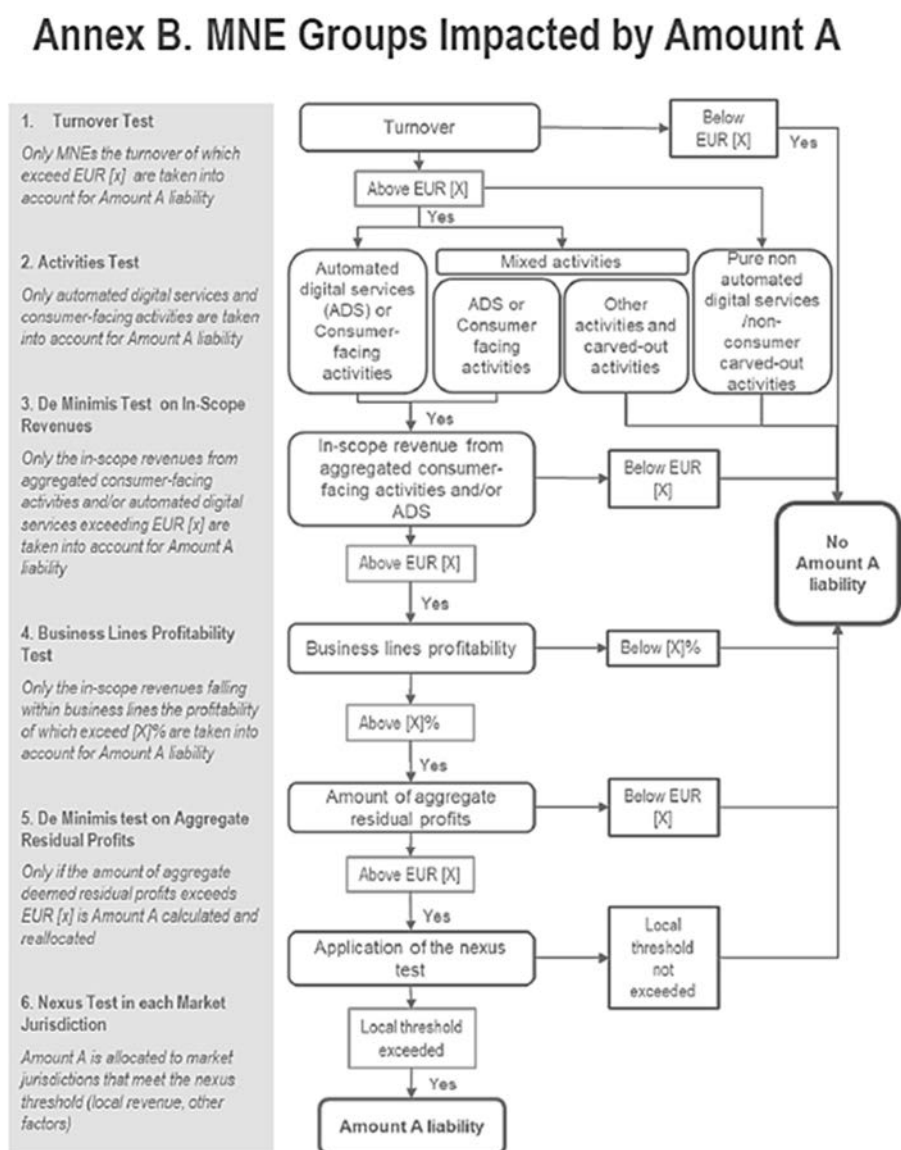 Annex B. MNE Groups Impacted by Amount A
1. Turnover Test
Only MNEs the turnover of which
exceed EUR [x] are taken into
account for Amount A liability
2. Activities Test
Only automated digital services and
consumer-facing activities are taken
into account for Amount A liability
3. De Minimis Test on In-Scope
Revenues
Only the in-scope revenues from
aggregated consumer-facing
activities and/or automated digital
services exceeding EUR [x] are
taken into account for Amount A
liability
4. Business Lines Profitability
Test
Only the in-scope revenues falling
within business lines the profitability
of which exceed [X]% are taken into
account for Amount A liability
5. De Minimis test on Aggregate
Residual Profits
Only if the amount of aggregate
deemed residual profits exceeds
EUR [x] is Amount A calculated and
reallocated
6. Nexus Test in each Market
Jurisdiction
Amount A is allocated to market
jurisdictions that meet the nexus
threshold (local revenue, other
factors)
Turnover
Below
EUR [X]
Yes
Above EUR [X]
Yes
Automated
digital services
(ADS) or
Consumer-
facing
activities
Mixed activities
ADS or
Consumer
facing
activities
Other
activities and
carved-out
activities
Pure non
automated
digital services
/non-
consumer
carved-out
activities
Yes
In-scope revenue from
aggregated consumer-
facing activities and/or
ADS
Below EUR
[X]
No
Amount A
liability
Above EUR [X]
Yes
Business lines profitability
Below [X]%
Above [X]%
Yes
Amount of aggregate
residual profits
Below EUR
[X]
Above EUR [X]
Yes
Application of the nexus
test
Local
threshold
not
exceeded
Local threshold
exceeded
Yes
Amount A liability